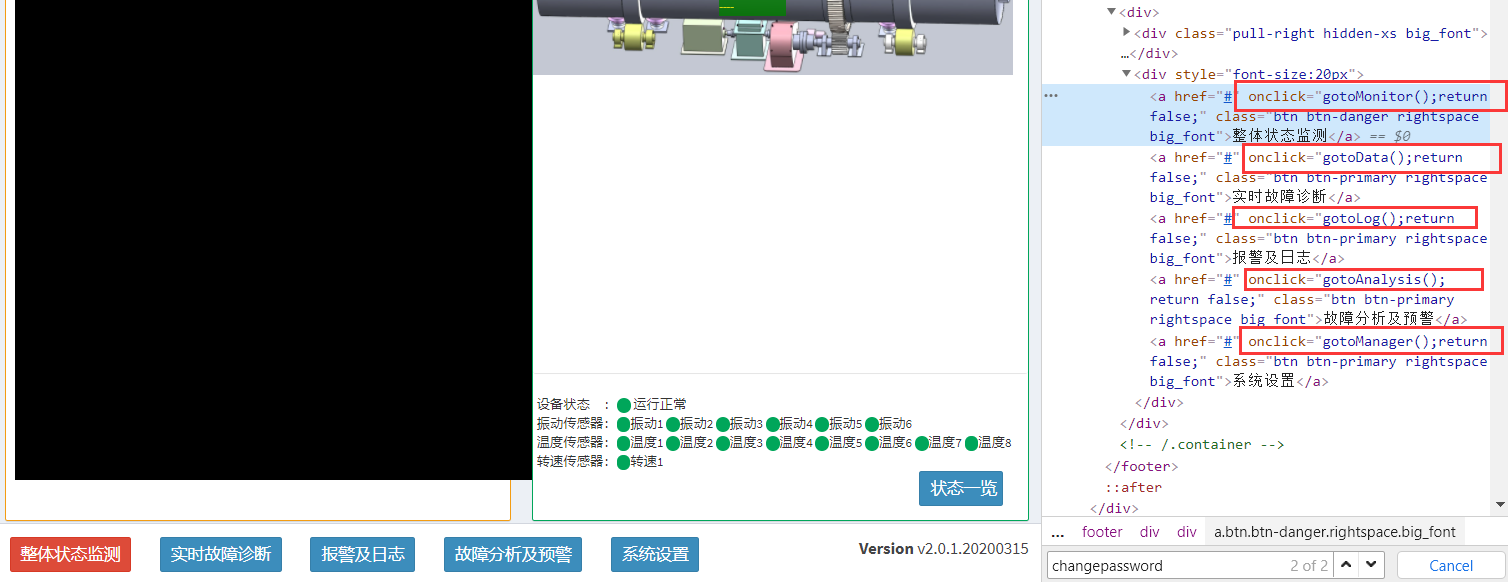 设备状态 : 运行正常
振动传感器: 振动1 振动2 振动3 振动4 振动5 振动6
温度传感器: 温度1 温度2 温度3 温度4 温度5 温度6 温度7 温度8
转速传感器: 转速1
状态一览
整体状态监测 实时故障诊断 报警及日志 故障分析及预警 系统设置 Version v2.0.1.20200315
▼<div>
▶<div class="pull-right hidden-xs big_font">
…</div>
▼<div style="font-size:20px">
<a href="#" onclick="gotoMonitor();return
false;" class="btn btn-danger rightspace
big_font">整体状态监测</a> == $0
<a href="#" onclick="gotoData();return
false;" class="btn btn-primary rightspace
big_font">实时故障诊断</a>
<a href="#" onclick="gotoLog();return
false;" class="btn btn-primary rightspace
big_font">报警及日志</a>
<a href="#" onclick="gotoAnalysis();
return false;" class="btn btn-primary
rightspace big_font">故障分析及预警</a>
<a href="#" onclick="gotoManager();return
false;" class="btn btn-primary rightspace
big_font">系统设置</a>
</div>
</div>
<!-- /.container -->
</footer>
::after
</div>
... footer div div a.btn.btn-danger.rightspace.big_font
changepassword 2 of 2 Cancel